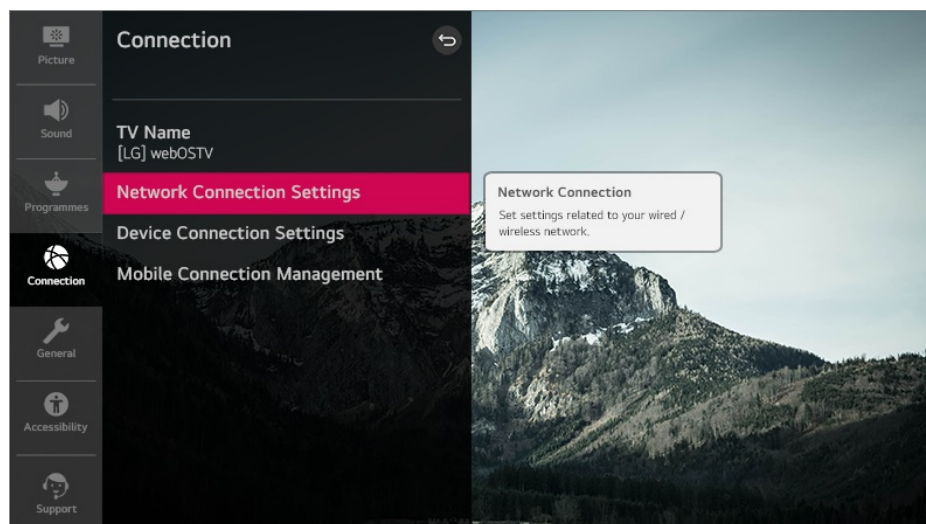 Picture
Sound
Programmes
Connection
General
Accessibility
Support
Connection
TV Name
[LG] webOSTV
Network Connection Settings
Device Connection Settings
Mobile Connection Management
Network Connection
Set settings related to your wired /
wireless network.